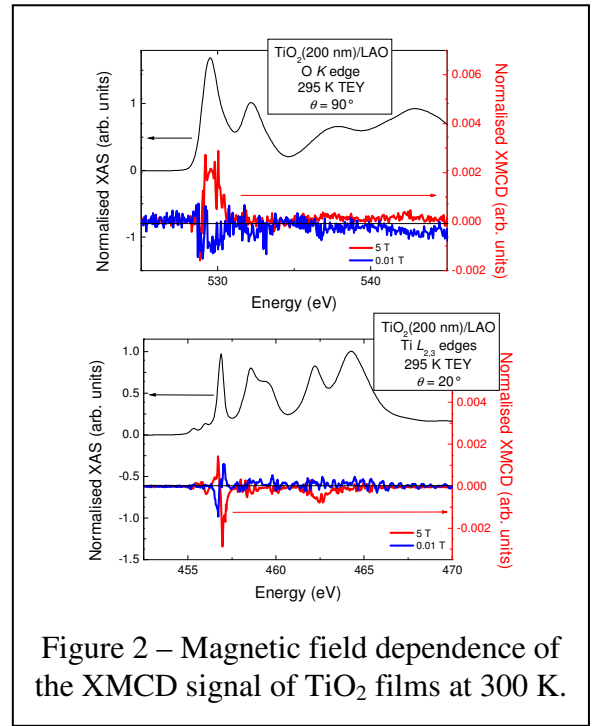 TiO2(200 nm)/LAO
O K edge
295 K TEY
θ = 90°
Normalised XAS (arb. units)
1
0
-1
Normalised XMCD (arb. units)
0.006
0.004
0.002
0.000
-0.002
5 T
0.01 T
530
540
Energy (eV)
TiO2(200 nm)/LAO
Ti L2,3 edges
295 K TEY
θ = 20°
Normalised XAS (arb. units)
1.0
0.5
0.0
-0.5
-1.0
-1.5
Normalised XMCD (arb. units)
0.004
0.002
0.000
-0.002
5 T
0.01 T
455
460
465
470
Energy (eV)
Figure 2 – Magnetic field dependence of
the XMCD signal of TiO2 films at 300 K.